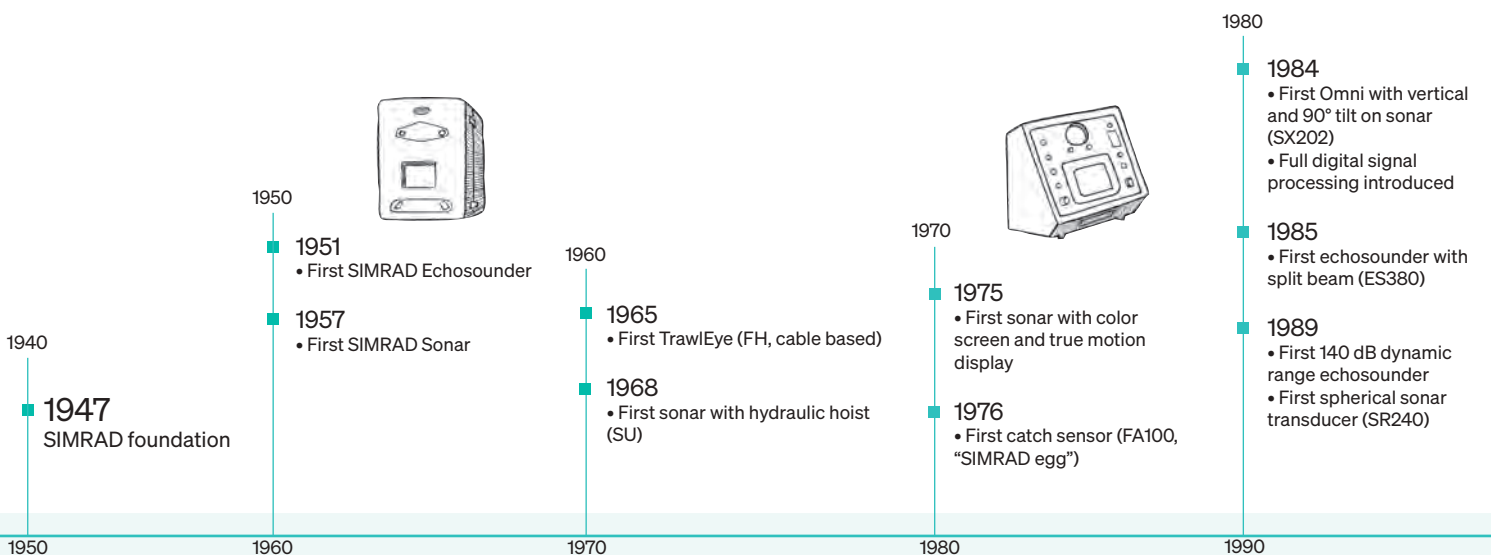 1940
1947
SIMRAD foundation
1950
1950
1951
• First SIMRAD Echosounder
1957
• First SIMRAD Sonar
1960
1960
1965
• First TrawlEye (FH, cable based)
1968
• First sonar with hydraulic hoist
(SU)
1970
1970
1975
• First sonar with color
screen and true motion
display
1976
• First catch sensor (FA100,
“SIMRAD egg”)
1980
1980
1984
• First Omni with vertical
and 90° tilt on sonar
(SX202)
• Full digital signal
processing introduced
1985
• First echosounder with
split beam (ES380)
1989
• First 140 dB dynamic
range echosounder
• First spherical sonar
transducer (SR240)
1990